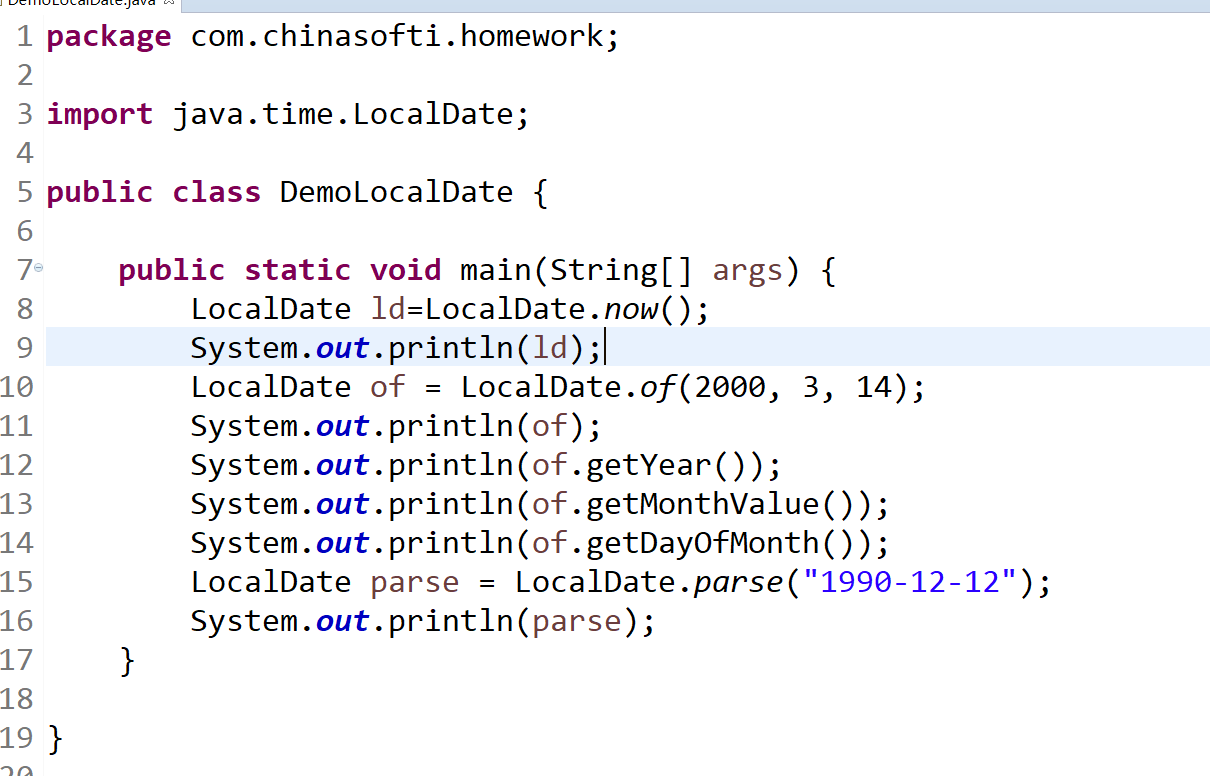 DemoLocalDate.java
1 package com.chinasofti.homework;
2
3 import java.time.LocalDate;
4
5 public class DemoLocalDate {
6
7 public static void main(String[] args) {
8 LocalDate ld=LocalDate.now();
9 System.out.println(ld);
10 LocalDate of = LocalDate.of(2000, 3, 14);
11 System.out.println(of);
12 System.out.println(of.getYear());
13 System.out.println(of.getMonthValue());
14 System.out.println(of.getDayOfMonth());
15 LocalDate parse = LocalDate.parse("1990-12-12");
16 System.out.println(parse);
17 }
18
19 }
20